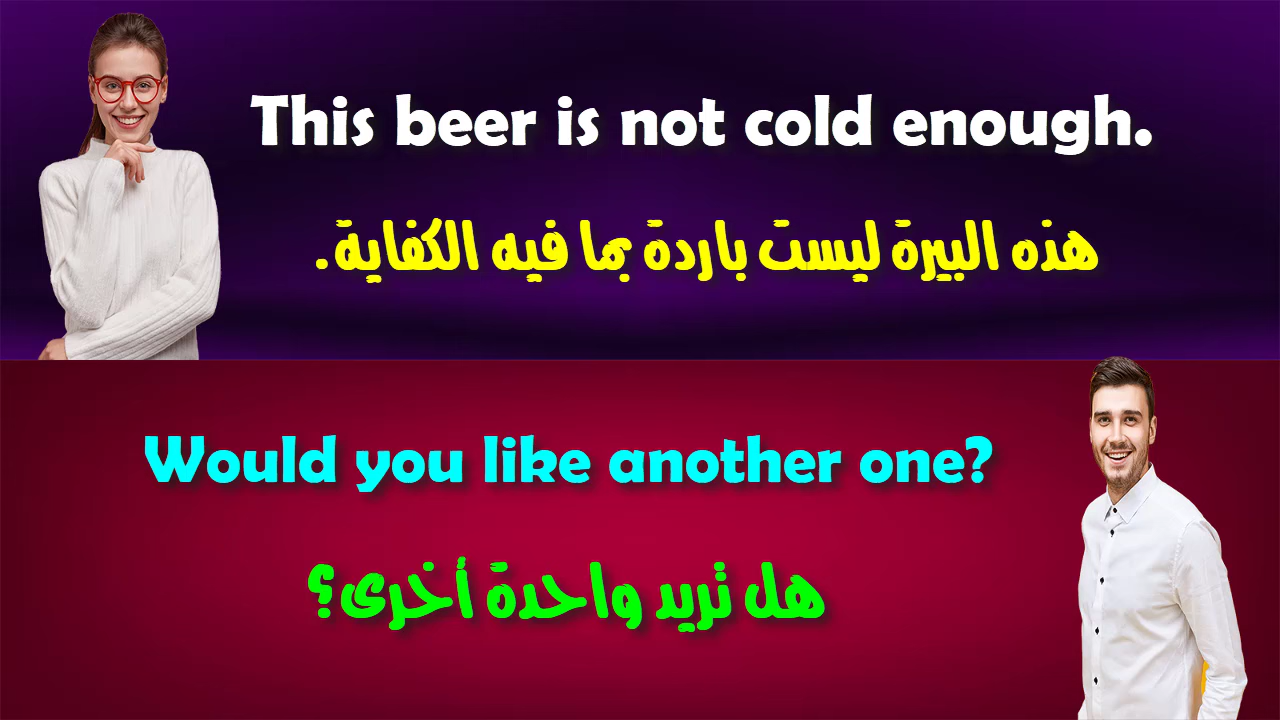 This beer is not cold enough.
هذه البيرة ليست باردة بما فيه الكفاية.
Would you like another one?
هل تريد واحدة أخرى؟